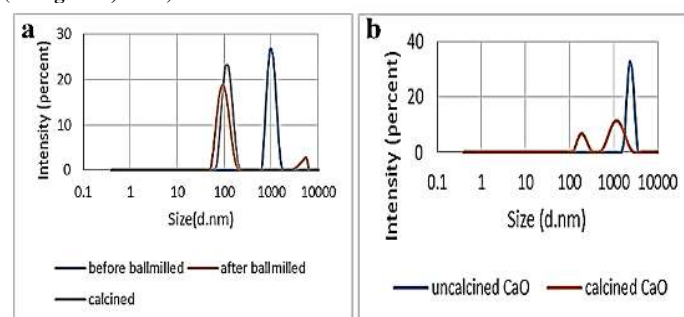 a
Intensity (percent)
30
20
10
0
0.1 1 10 100 1000 10000
Size(d.nm)
before ballmilled after ballmilled
calcined
b
Intensity (percent)
40
20
0
0.1 1 10 100 1000 10000
Size (d.nm)
uncalcined CaO calcined CaO